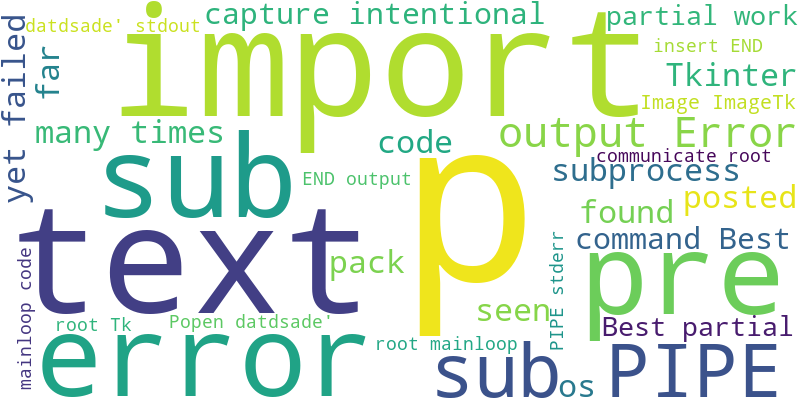 datdsade' stdout
capture intentional
partial work
import
insert END
yet failed
far
Tkinter
Image ImageTk
many times
code
output Error
communicate root
sub
p
subprocess
END output
posted
found
text
command Best
pack
pre
PIPE stderr
mainloop code
seen
root Tk
Popen datdsade'
Best partial
error
root mainloop
sub
os
PIPE